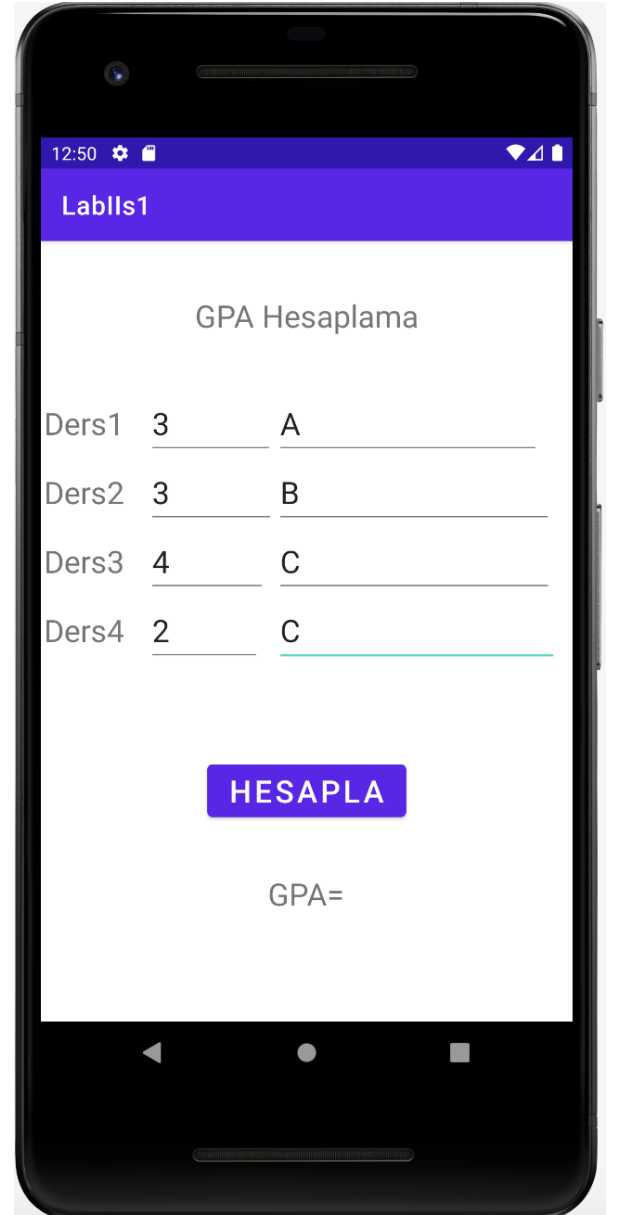 12:50
LabIIs1
GPA Hesaplama
Ders1 3 A
Ders2 3 B
Ders3 4 C
Ders4 2 C
HESAPLA
GPA=